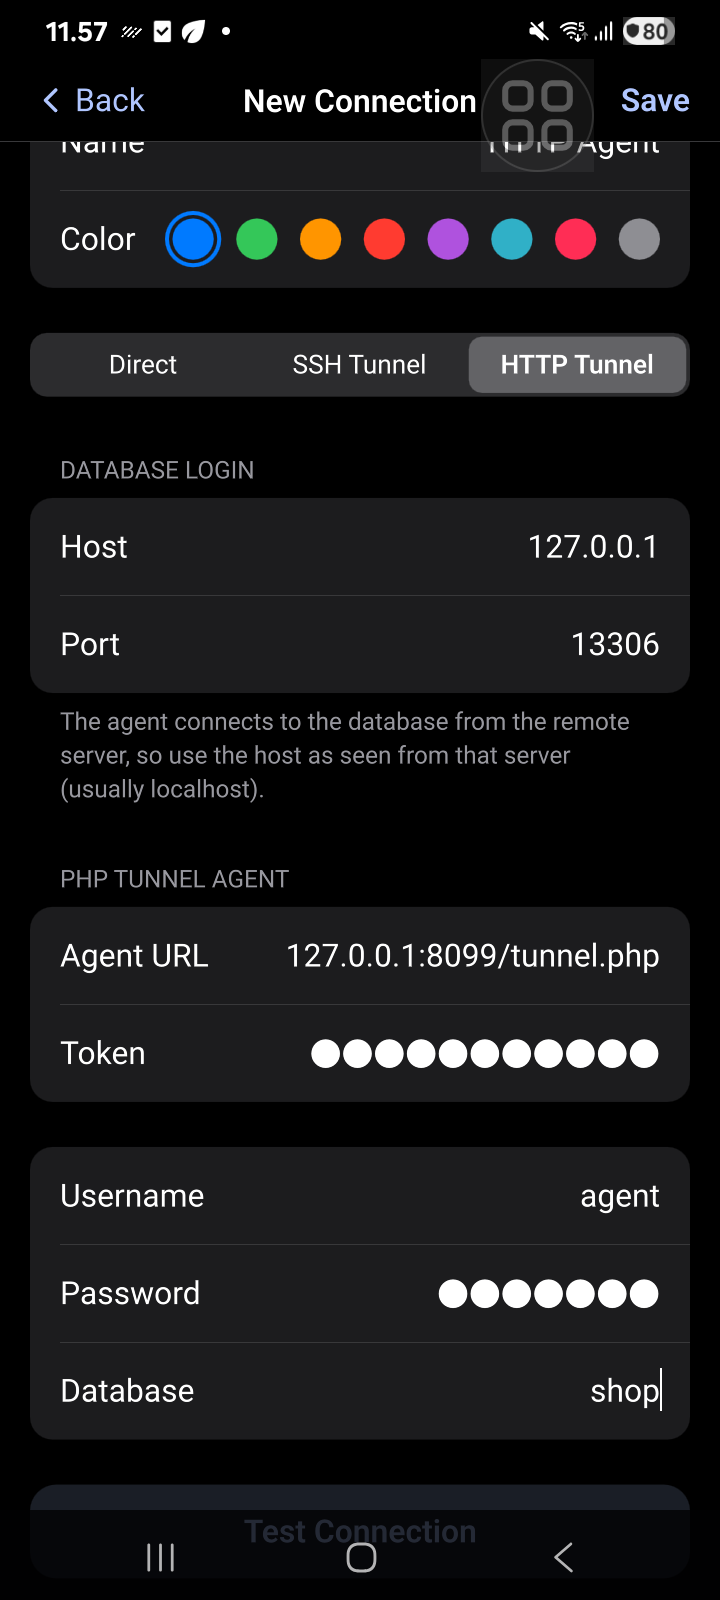 11.57
80
Back
New Connection
Save
Name
HTTP Agent
Color
Direct
SSH Tunnel
HTTP Tunnel
DATABASE LOGIN
Host
127.0.0.1
Port
13306
The agent connects to the database from the remote
server, so use the host as seen from that server
(usually localhost).
PHP TUNNEL AGENT
Agent URL
127.0.0.1:8099/tunnel.php
Token
Username
agent
Password
Database
shop
Test Connection